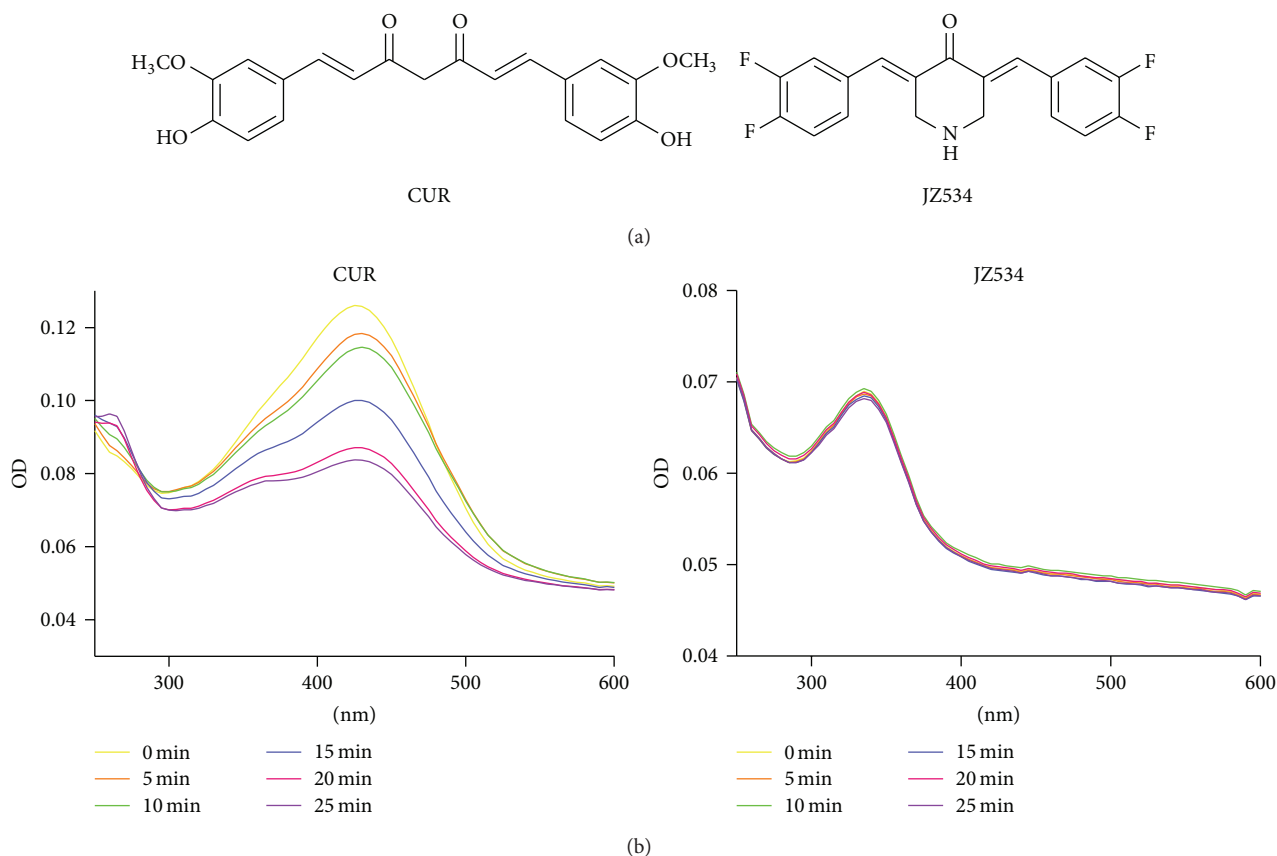 O O
H₃CO OCH₃
HO OH
CUR
O
F F
F F
N
H
JZ534
(a)
CUR
OD
0.12
0.10
0.08
0.06
0.04
300 400 500 600
(nm)
0 min 15 min
5 min 20 min
10 min 25 min
JZ534
OD
0.08
0.07
0.06
0.05
0.04
300 400 500 600
(nm)
0 min 15 min
5 min 20 min
10 min 25 min
(b)